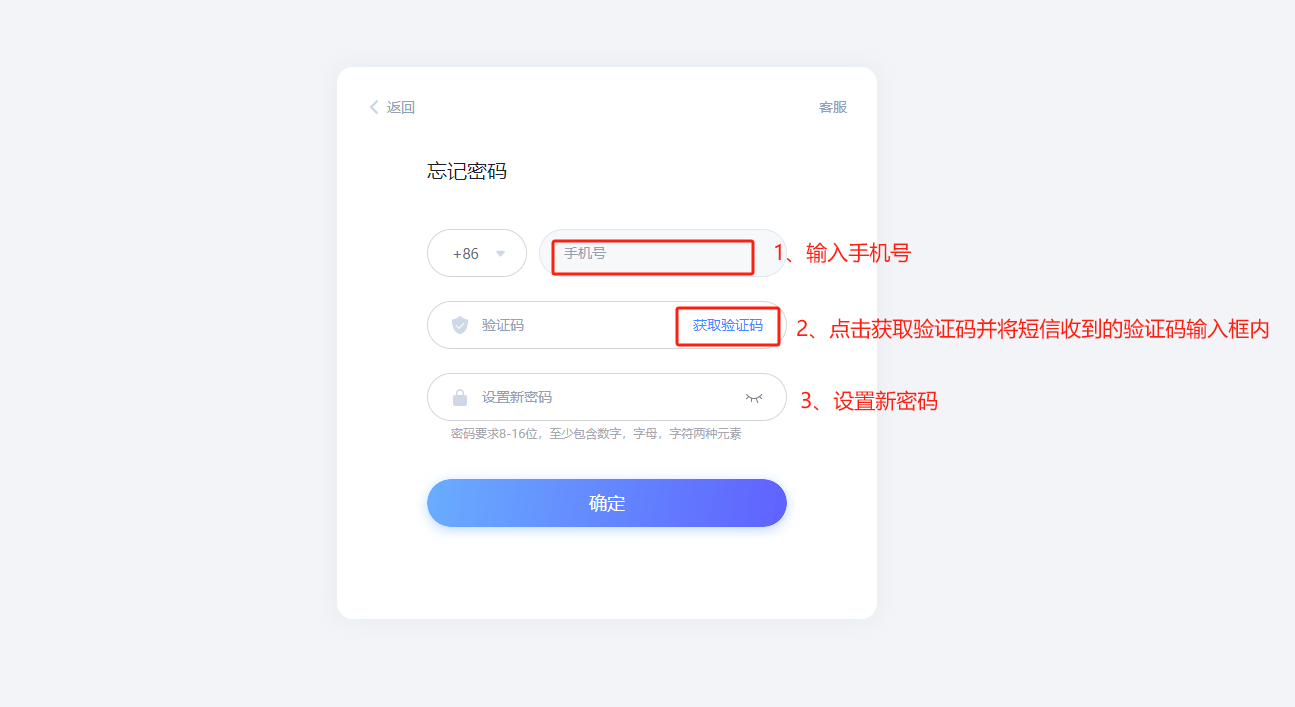 返回
客服
忘记密码
+86
手机号
1、输入手机号
验证码
获取验证码
2、点击获取验证码并将短信收到的验证码输入框内
设置新密码
3、设置新密码
密码要求8-16位，至少包含数字，字母，字符两种元素
确定